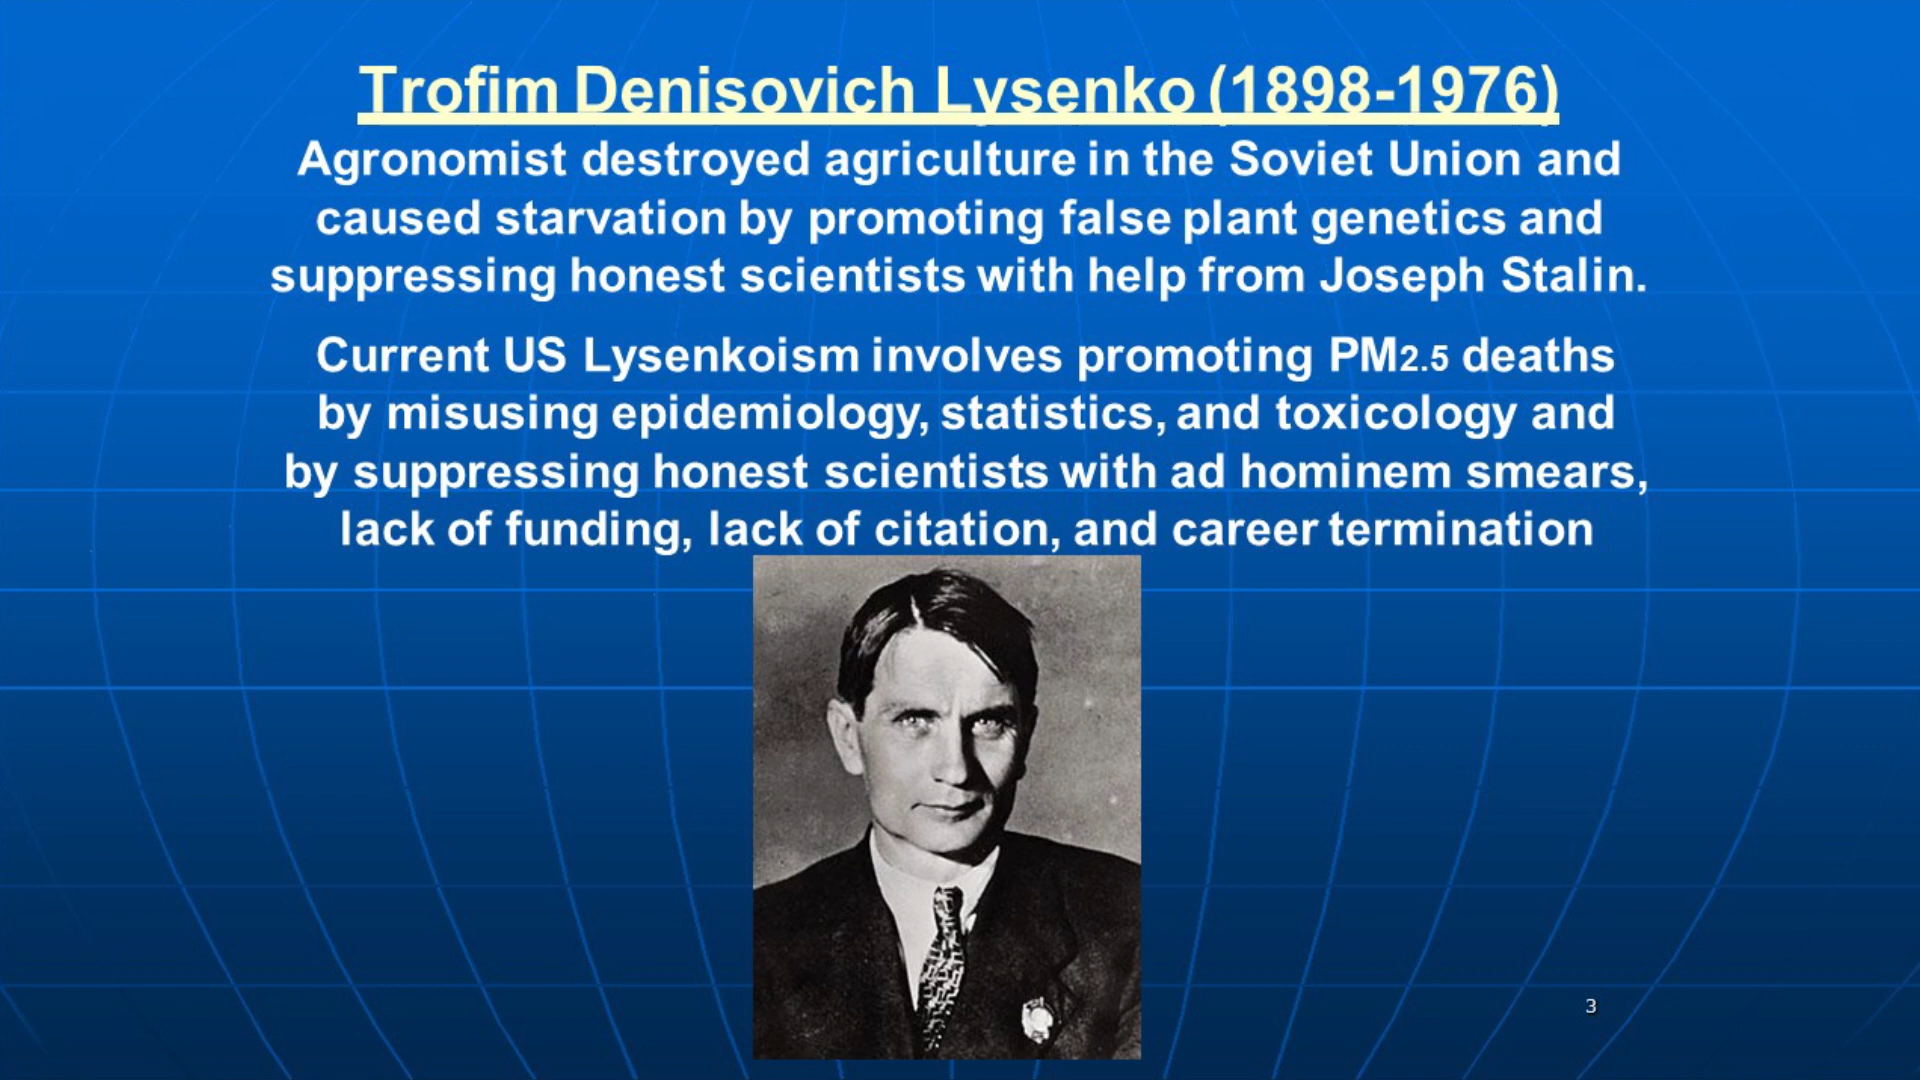 Trofim Denisovich Lysenko (1898-1976)
Agronomist destroyed agriculture in the Soviet Union and
caused starvation by promoting false plant genetics and
suppressing honest scientists with help from Joseph Stalin.
Current US Lysenkoism involves promoting PM2.5 deaths
by misusing epidemiology, statistics, and toxicology and
by suppressing honest scientists with ad hominem smears,
lack of funding, lack of citation, and career termination
3